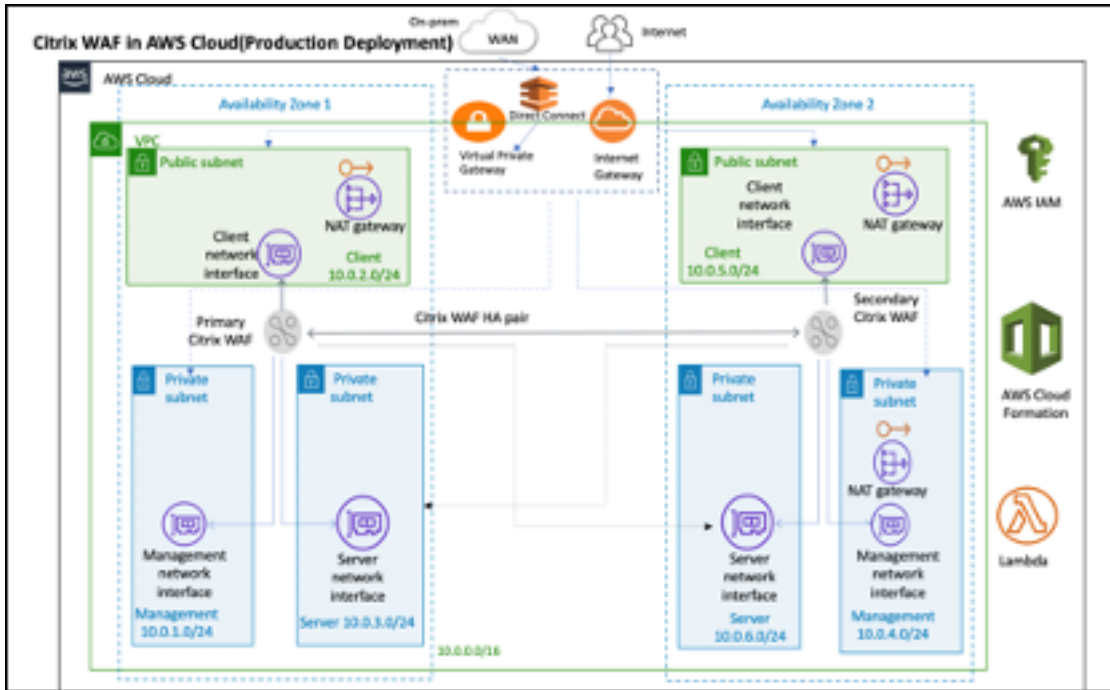 Citrix WAF in AWS Cloud(Production Deployment)
On-prem
WAN
Internet
aws
AWS Cloud
Availability Zone 1
Availability Zone 2
Direct Connect
Virtual Private
Gateway
Internet
Gateway
VPC
Public subnet
NAT gateway
Client
network
interface
Client
10.0.2.0/24
Public subnet
Client
network
interface
NAT gateway
Client
10.0.5.0/24
AWS IAM
Primary
Citrix WAF
Citrix WAF HA pair
Secondary
Citrix WAF
Private
subnet
Private
subnet
Private
subnet
Private
subnet
NAT gateway
AWS Cloud
Formation
Management
network
interface
Management
10.0.1.0/24
Server
network
interface
Server 10.0.3.0/24
Server
network
interface
Server
10.0.6.0/24
Management
network
interface
Management
10.0.4.0/24
Lambda
10.0.0.0/16